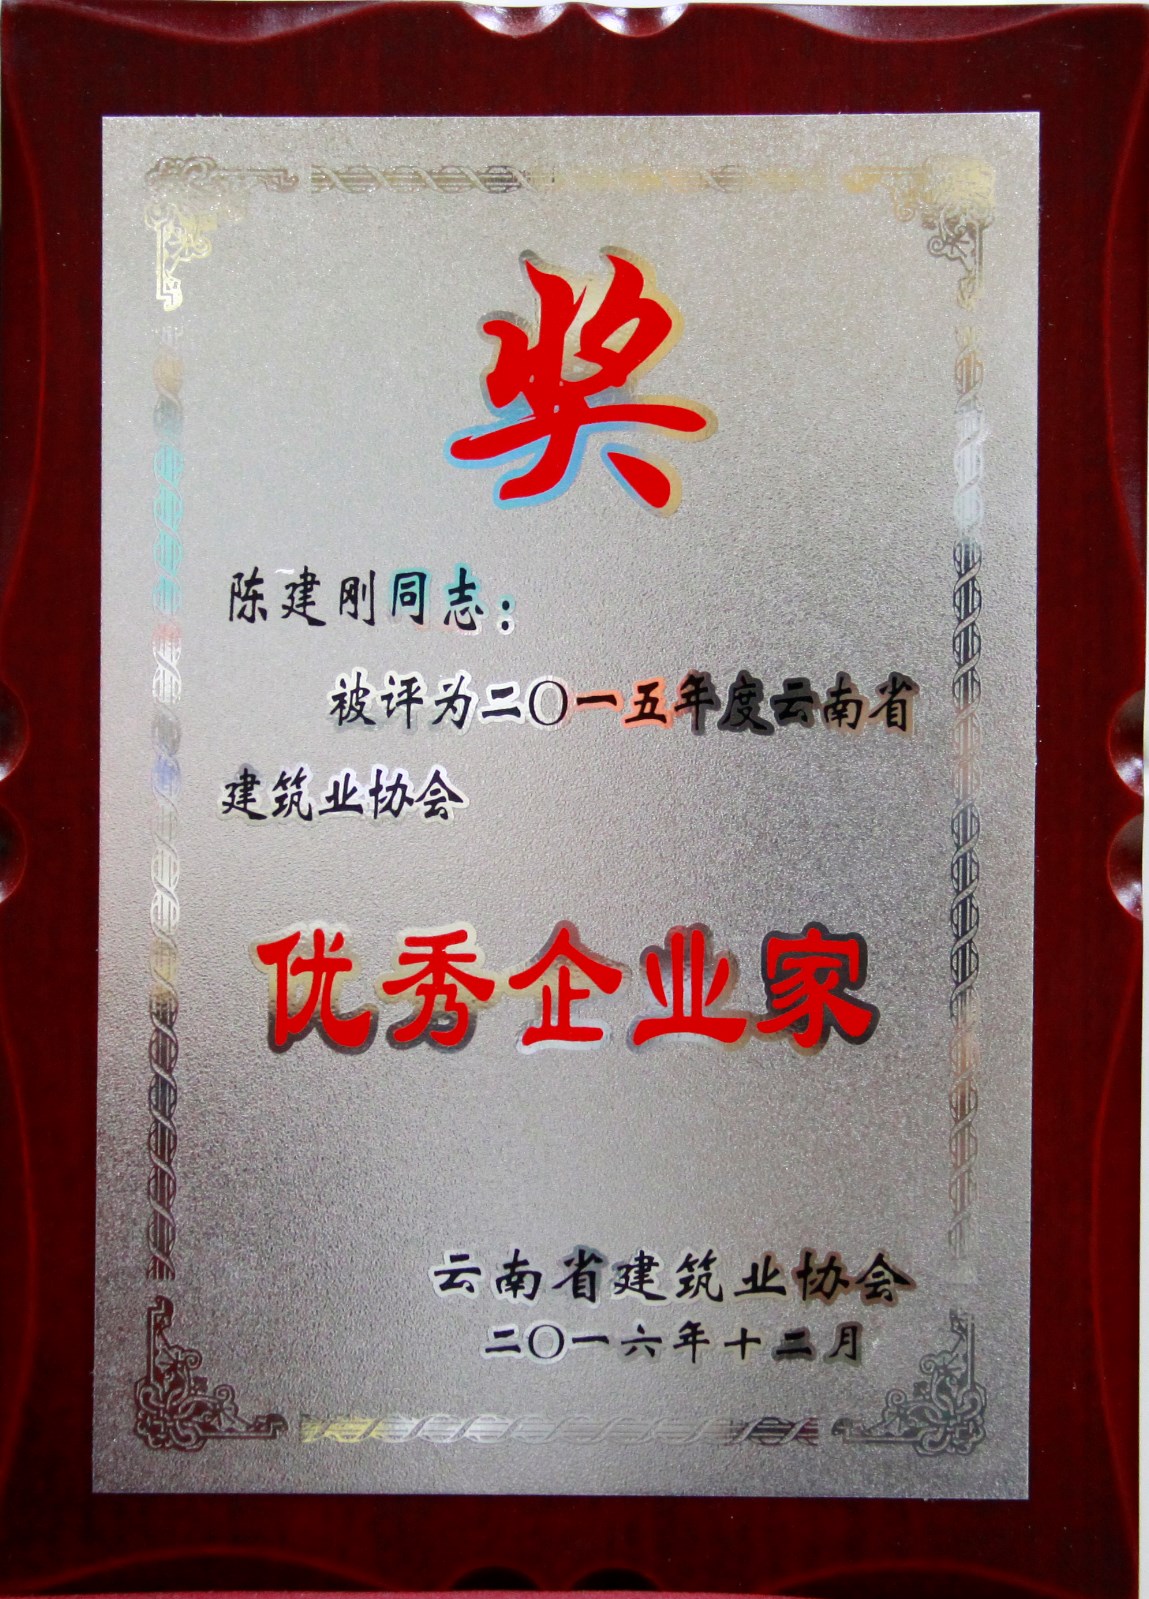 奖
陈建刚同志：
被评为二〇一五年度云南省
建筑业协会
优秀企业家
云南省建筑业协会
二〇一六年十二月